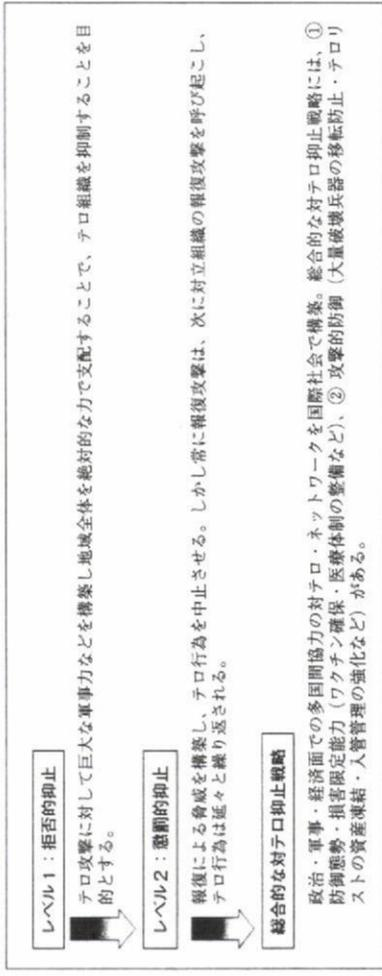 レベル1：拒否的抑止
テロ攻撃に対して巨大な軍事力などを構築し地域全体を絶対的な力で支配することで、テロ組織を抑制することを目
的とする。
レベル2：懲罰的抑止
報復による脅威を構築し、テロ行為を中止させる。しかし常に報復攻撃は、次に対立組織の報復攻撃を呼び起こし、
テロ行為は延々と繰り返される。
総合的な対テロ抑止戦略
政治・軍事・経済面での多国間協力の対テロ・ネットワークを国際社会で構築。総合的な対テロ抑止戦略には、①
防御態勢・損害限定能力（ワクチン確保・医療体制の整備など）、② 攻撃的防御（大量破壊兵器の移転防止・テロリ
ストの資産凍結・入管管理の強化など）がある。